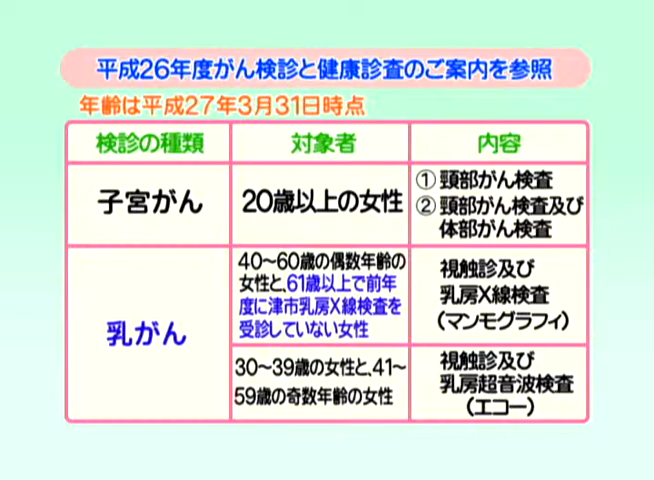 平成26年度がん検診と健康診査のご案内を参照
年齢は平成27年3月31日時点
検診の種類
対象者
内容
子宮がん
20歳以上の女性
① 頸部がん検査
② 頸部がん検査及び
体部がん検査
乳がん
40～60歳の偶数年齢の
女性と、61歳以上で前年
度に津市乳房X線検査を
受診していない女性
視触診及び
乳房X線検査
（マンモグラフィ）
30～39歳の女性と、41～
59歳の奇数年齢の女性
視触診及び
乳房超音波検査
（エコー）